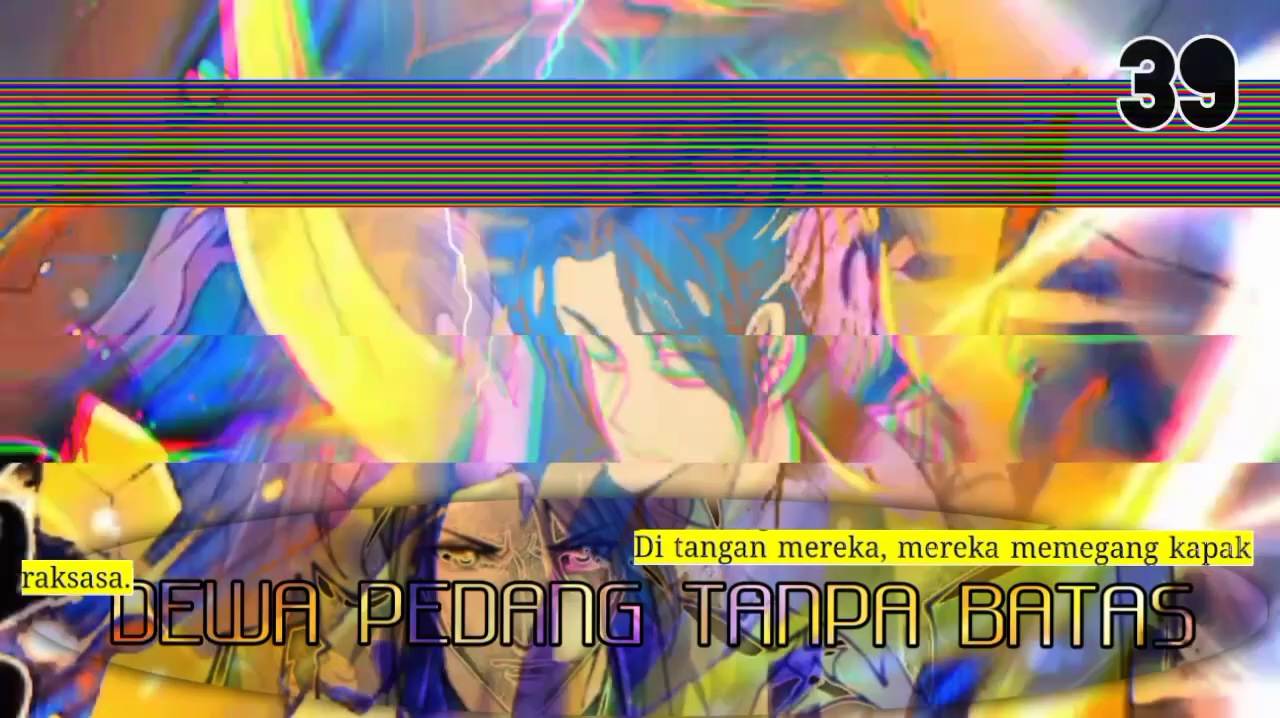 39
Di tangan mereka, mereka memegang kapak
raksasa.
DEWA PEDANG TANPA BATAS